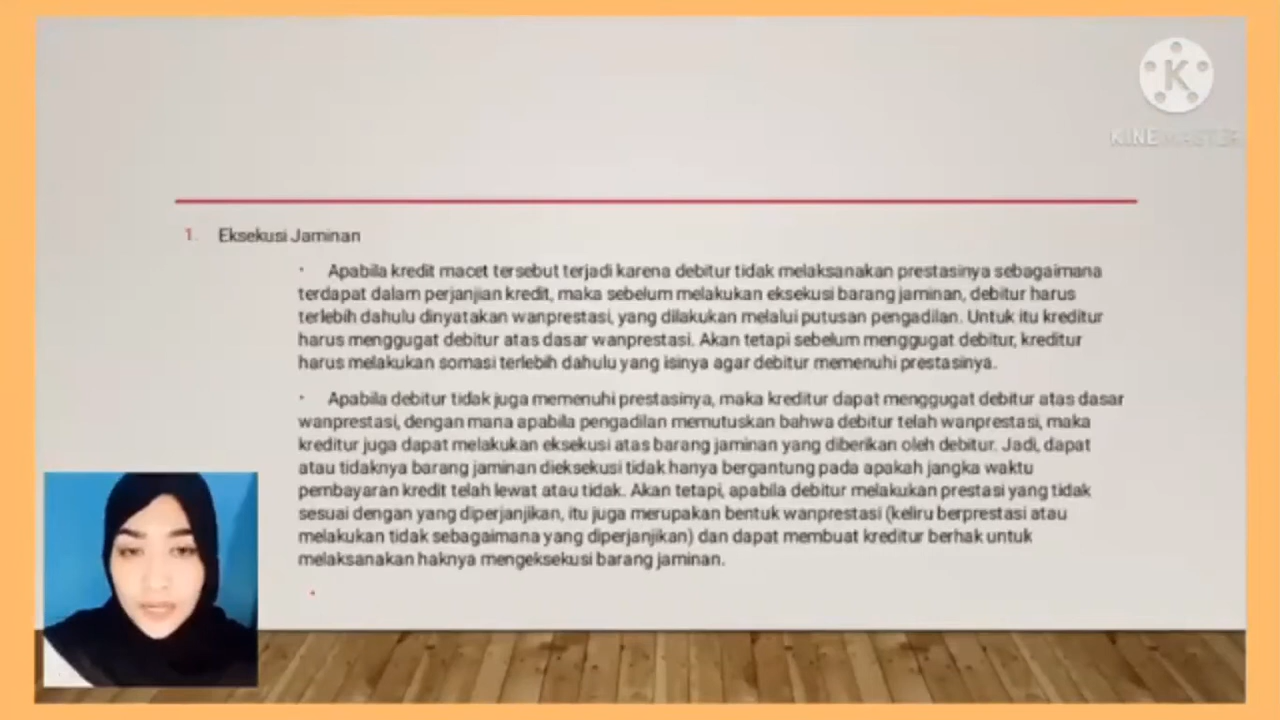 K
KINEMASTER
1. Eksekusi Jaminan
• Apabila kredit macet tersebut terjadi karena debitur tidak melaksanakan prestasinya sebagaimana
terdapat dalam perjanjian kredit, maka sebelum melakukan eksekusi barang jaminan, debitur harus
terlebih dahulu dinyatakan wanprestasi, yang dilakukan melalui putusan pengadilan. Untuk itu kreditur
harus menggugat debitur atas dasar wanprestasi. Akan tetapi sebelum menggugat debitur, kreditur
harus melakukan somasi terlebih dahulu yang isinya agar debitur memenuhi prestasinya.
• Apabila debitur tidak juga memenuhi prestasinya, maka kreditur dapat menggugat debitur atas dasar
wanprestasi, dengan mana apabila pengadilan memutuskan bahwa debitur telah wanprestasi, maka
kreditur juga dapat melakukan eksekusi atas barang jaminan yang diberikan oleh debitur. Jadi, dapat
atau tidaknya barang jaminan dieksekusi tidak hanya bergantung pada apakah jangka waktu
pembayaran kredit telah lewat atau tidak. Akan tetapi, apabila debitur melakukan prestasi yang tidak
sesuai dengan yang diperjanjikan, itu juga merupakan bentuk wanprestasi (keliru berprestasi atau
melakukan tidak sebagaimana yang diperjanjikan) dan dapat membuat kreditur berhak untuk
melaksanakan haknya mengeksekusi barang jaminan.